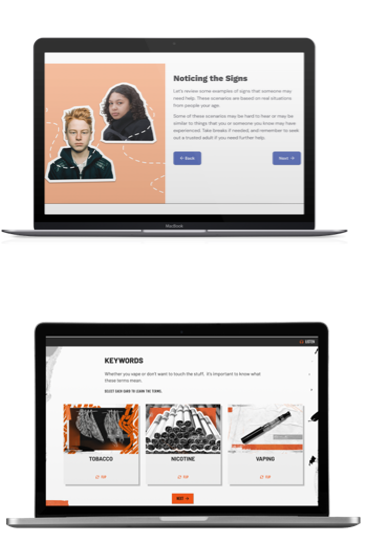 Noticing the Signs
Let's review some examples of signs that someone may
need help. These scenarios are based on real situations
from people your age.
Some of these scenarios may be hard to hear or may be
similar to things that you or someone you know may have
experienced. Take breaks if needed, and remember to seek
out a trusted adult if you need further help.
Back
Next
MacBook
LISTEN
KEYWORDS
Whether you vape or don't want to touch the stuff, it's important to know what
these terms mean.
SELECT EACH CARD TO LEARN THE TERMS.
TOBACCO
NICOTINE
VAPING
FLIP
FLIP
FLIP
NEXT